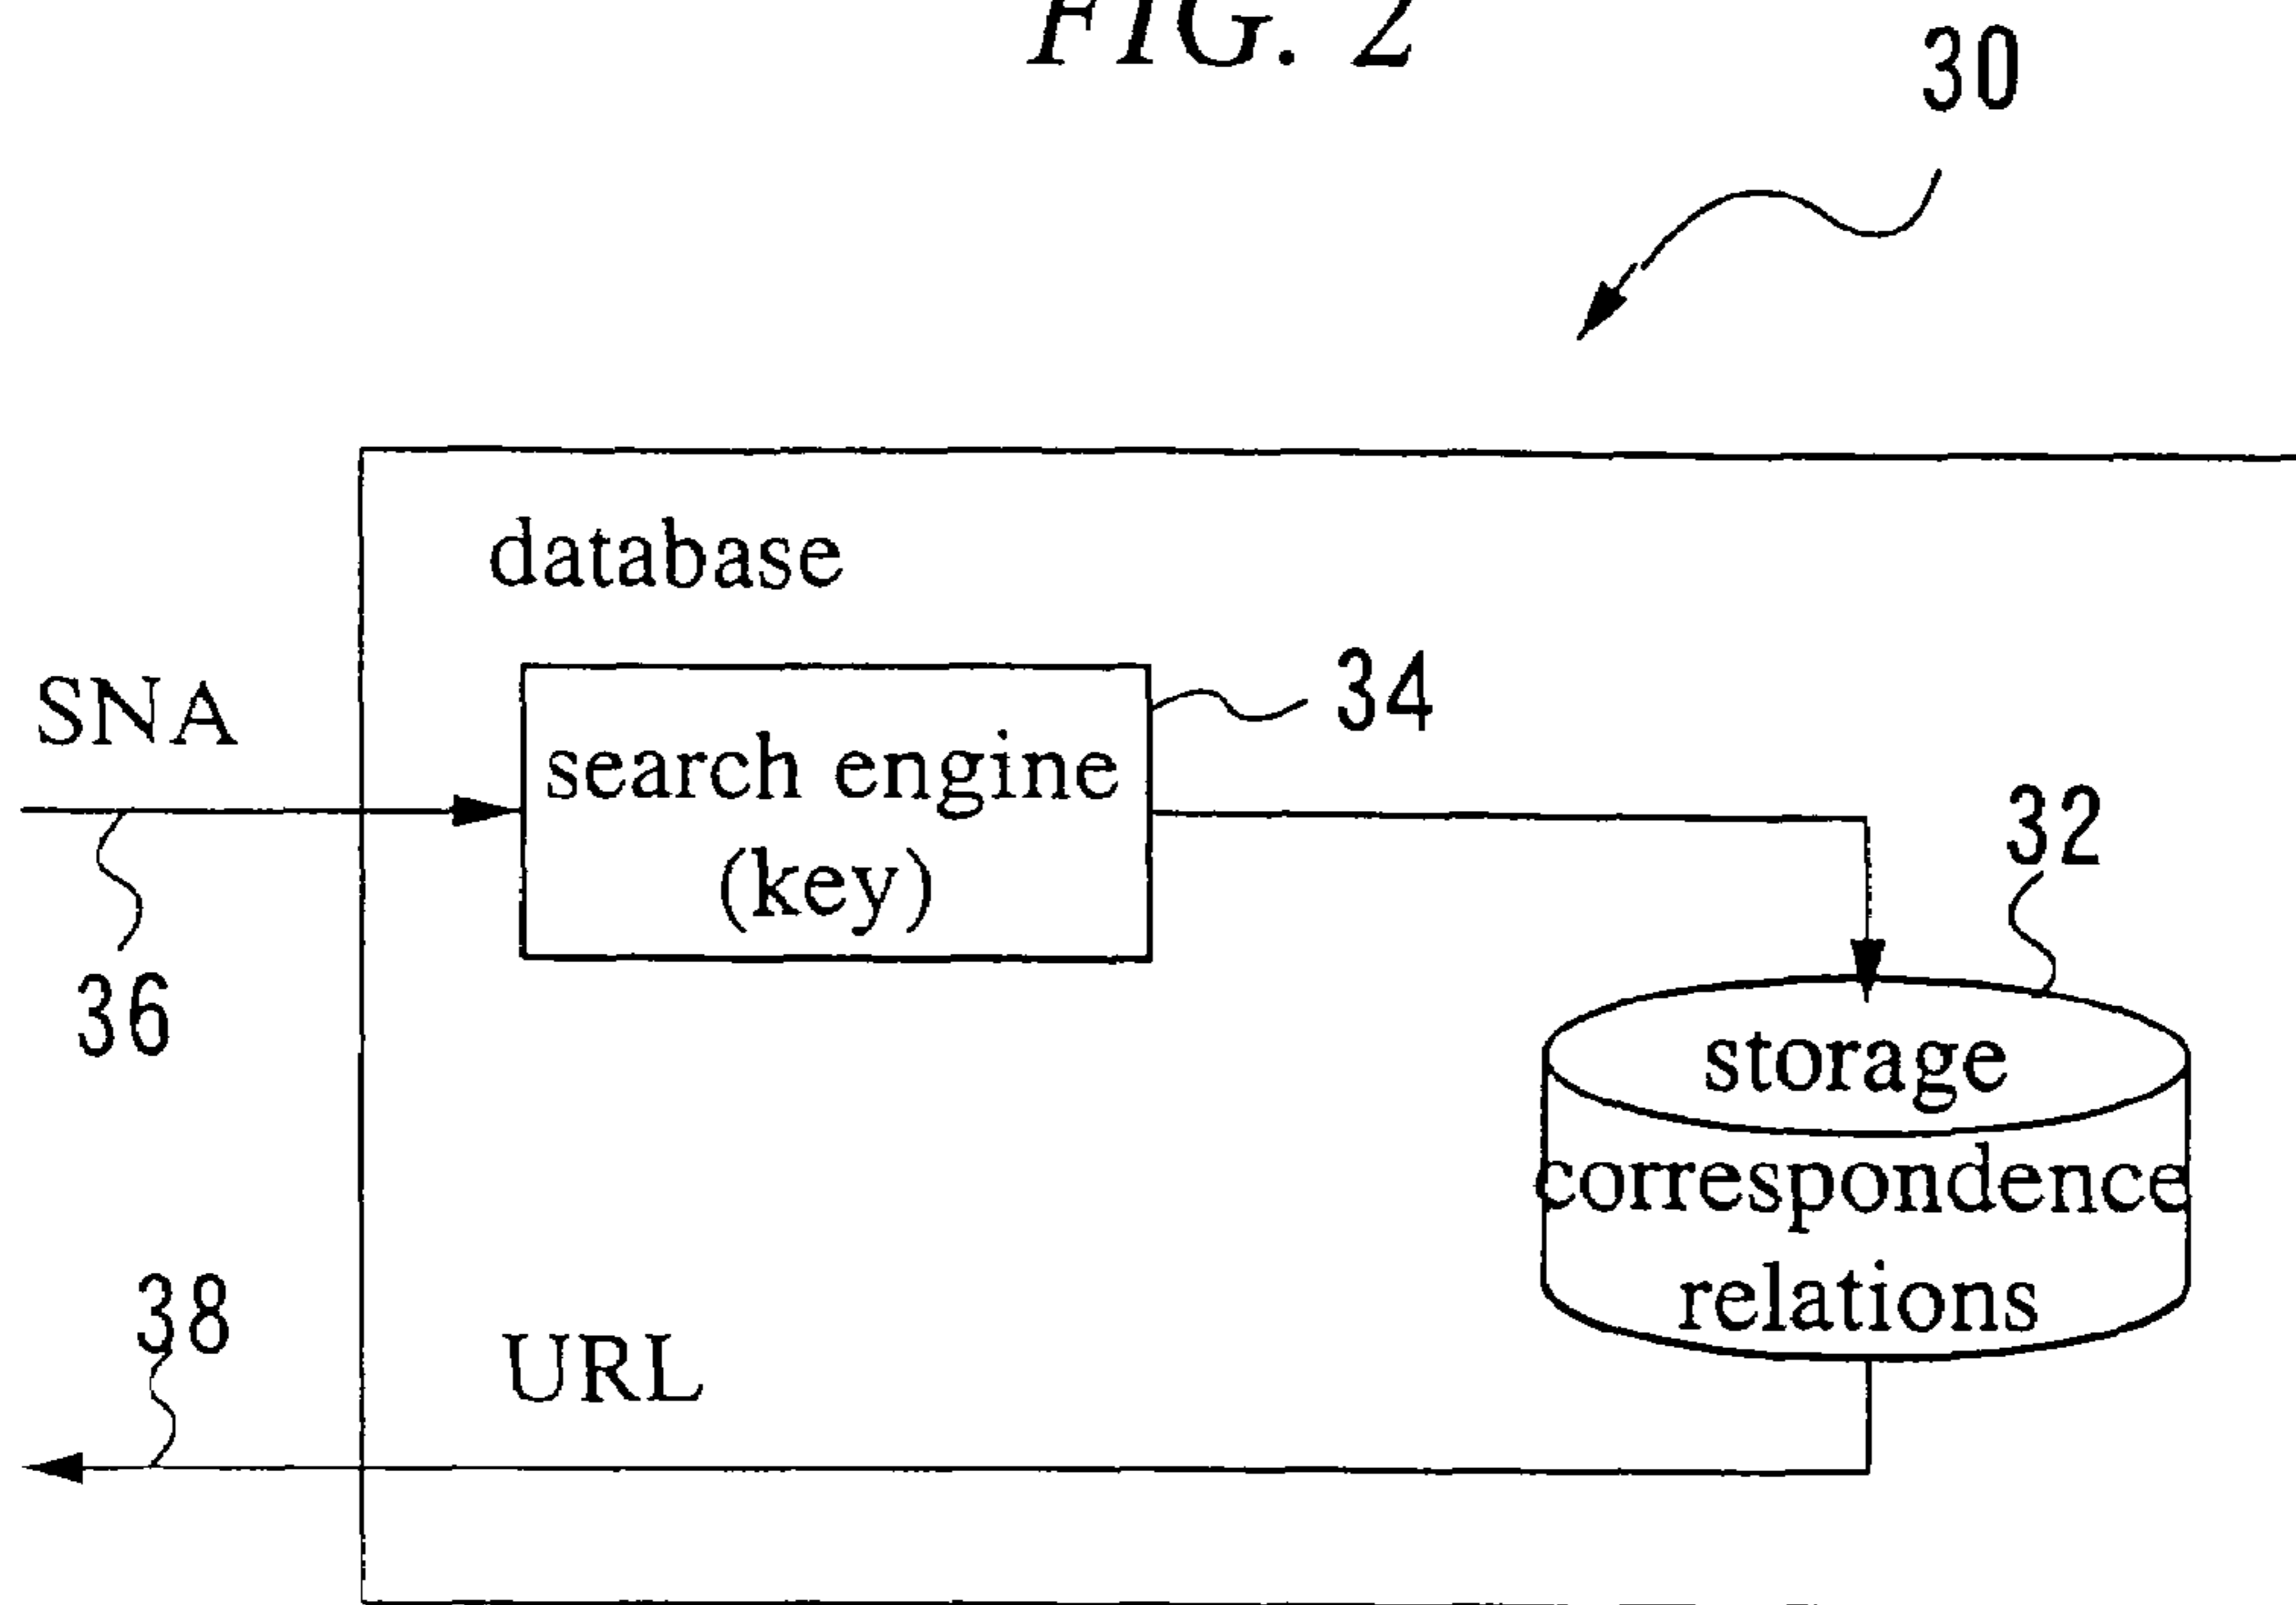 FIG. 2
30
database
SNA
34
search engine
(key)
32
36
storage
correspondence
relations
38
URL